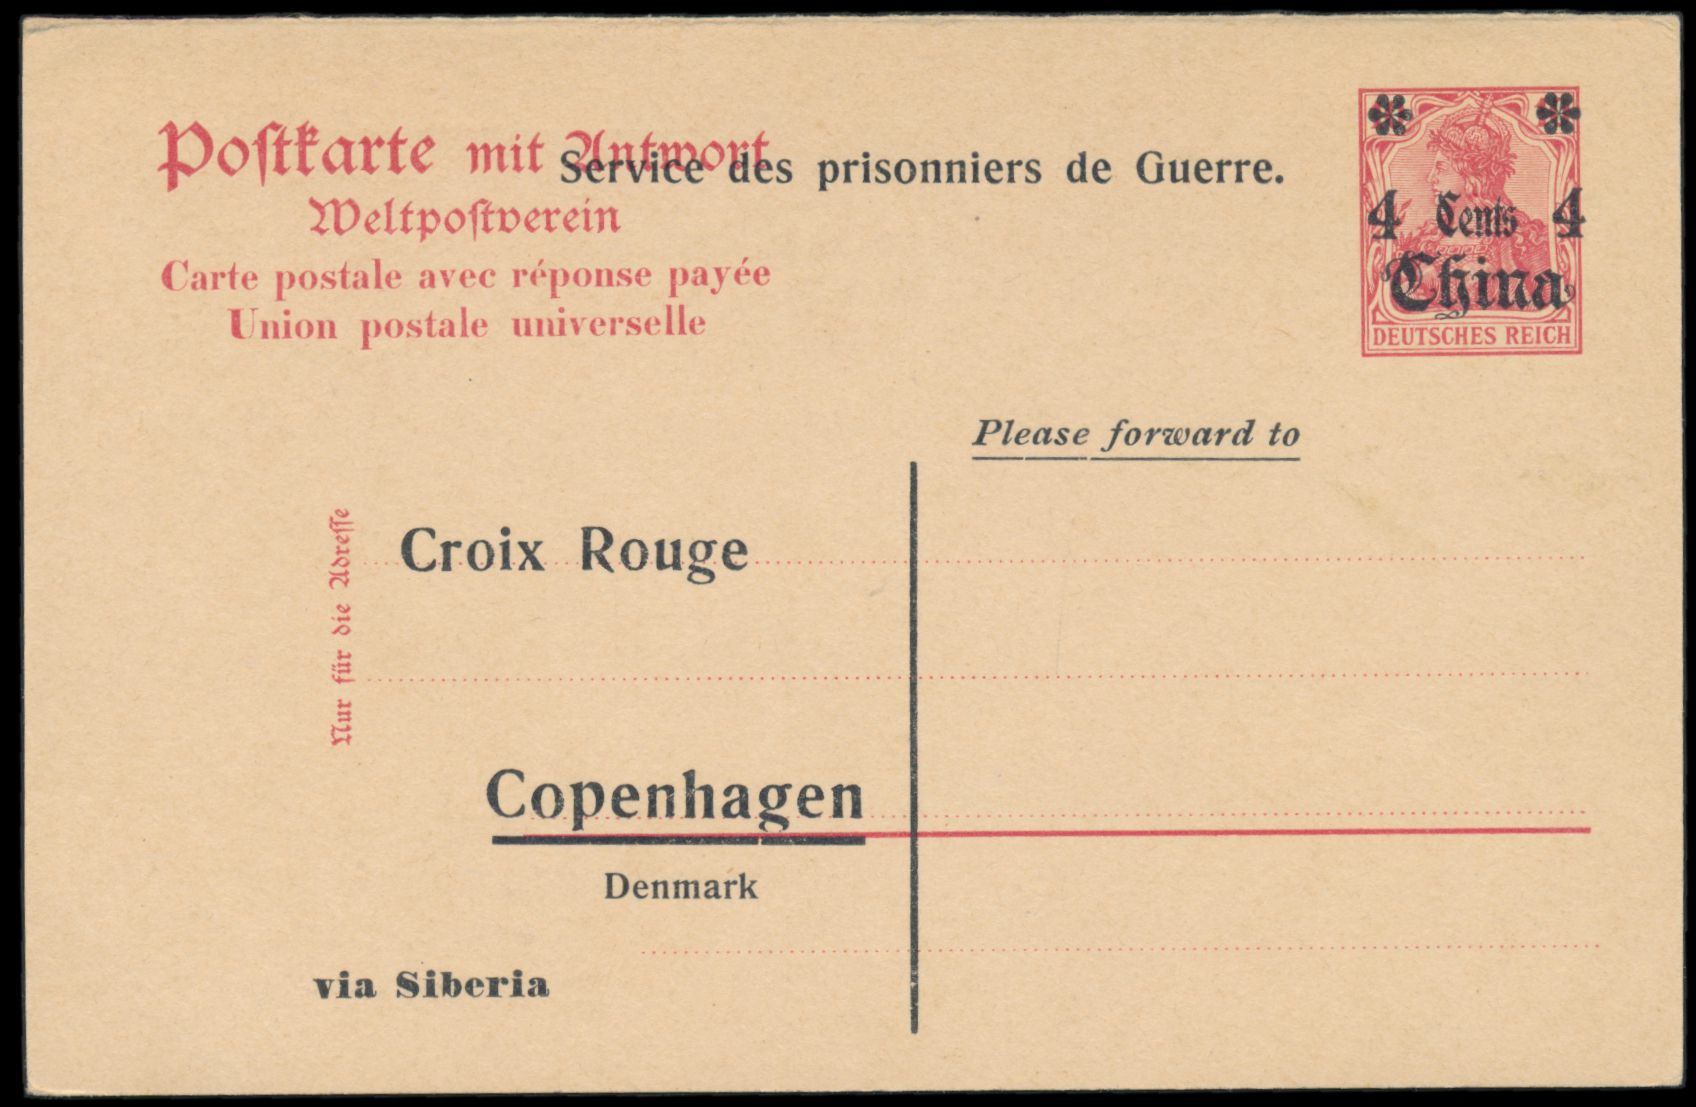 Postkarte mit Antwort
Service des prisonniers de Guerre.
Weltpostverein
Carte postale avec réponse payée
Union postale universelle
4 Cents 4
China
DEUTSCHES REICH
Please forward to
Nur für die Adresse
Croix Rouge
Copenhagen
Denmark
via Siberia